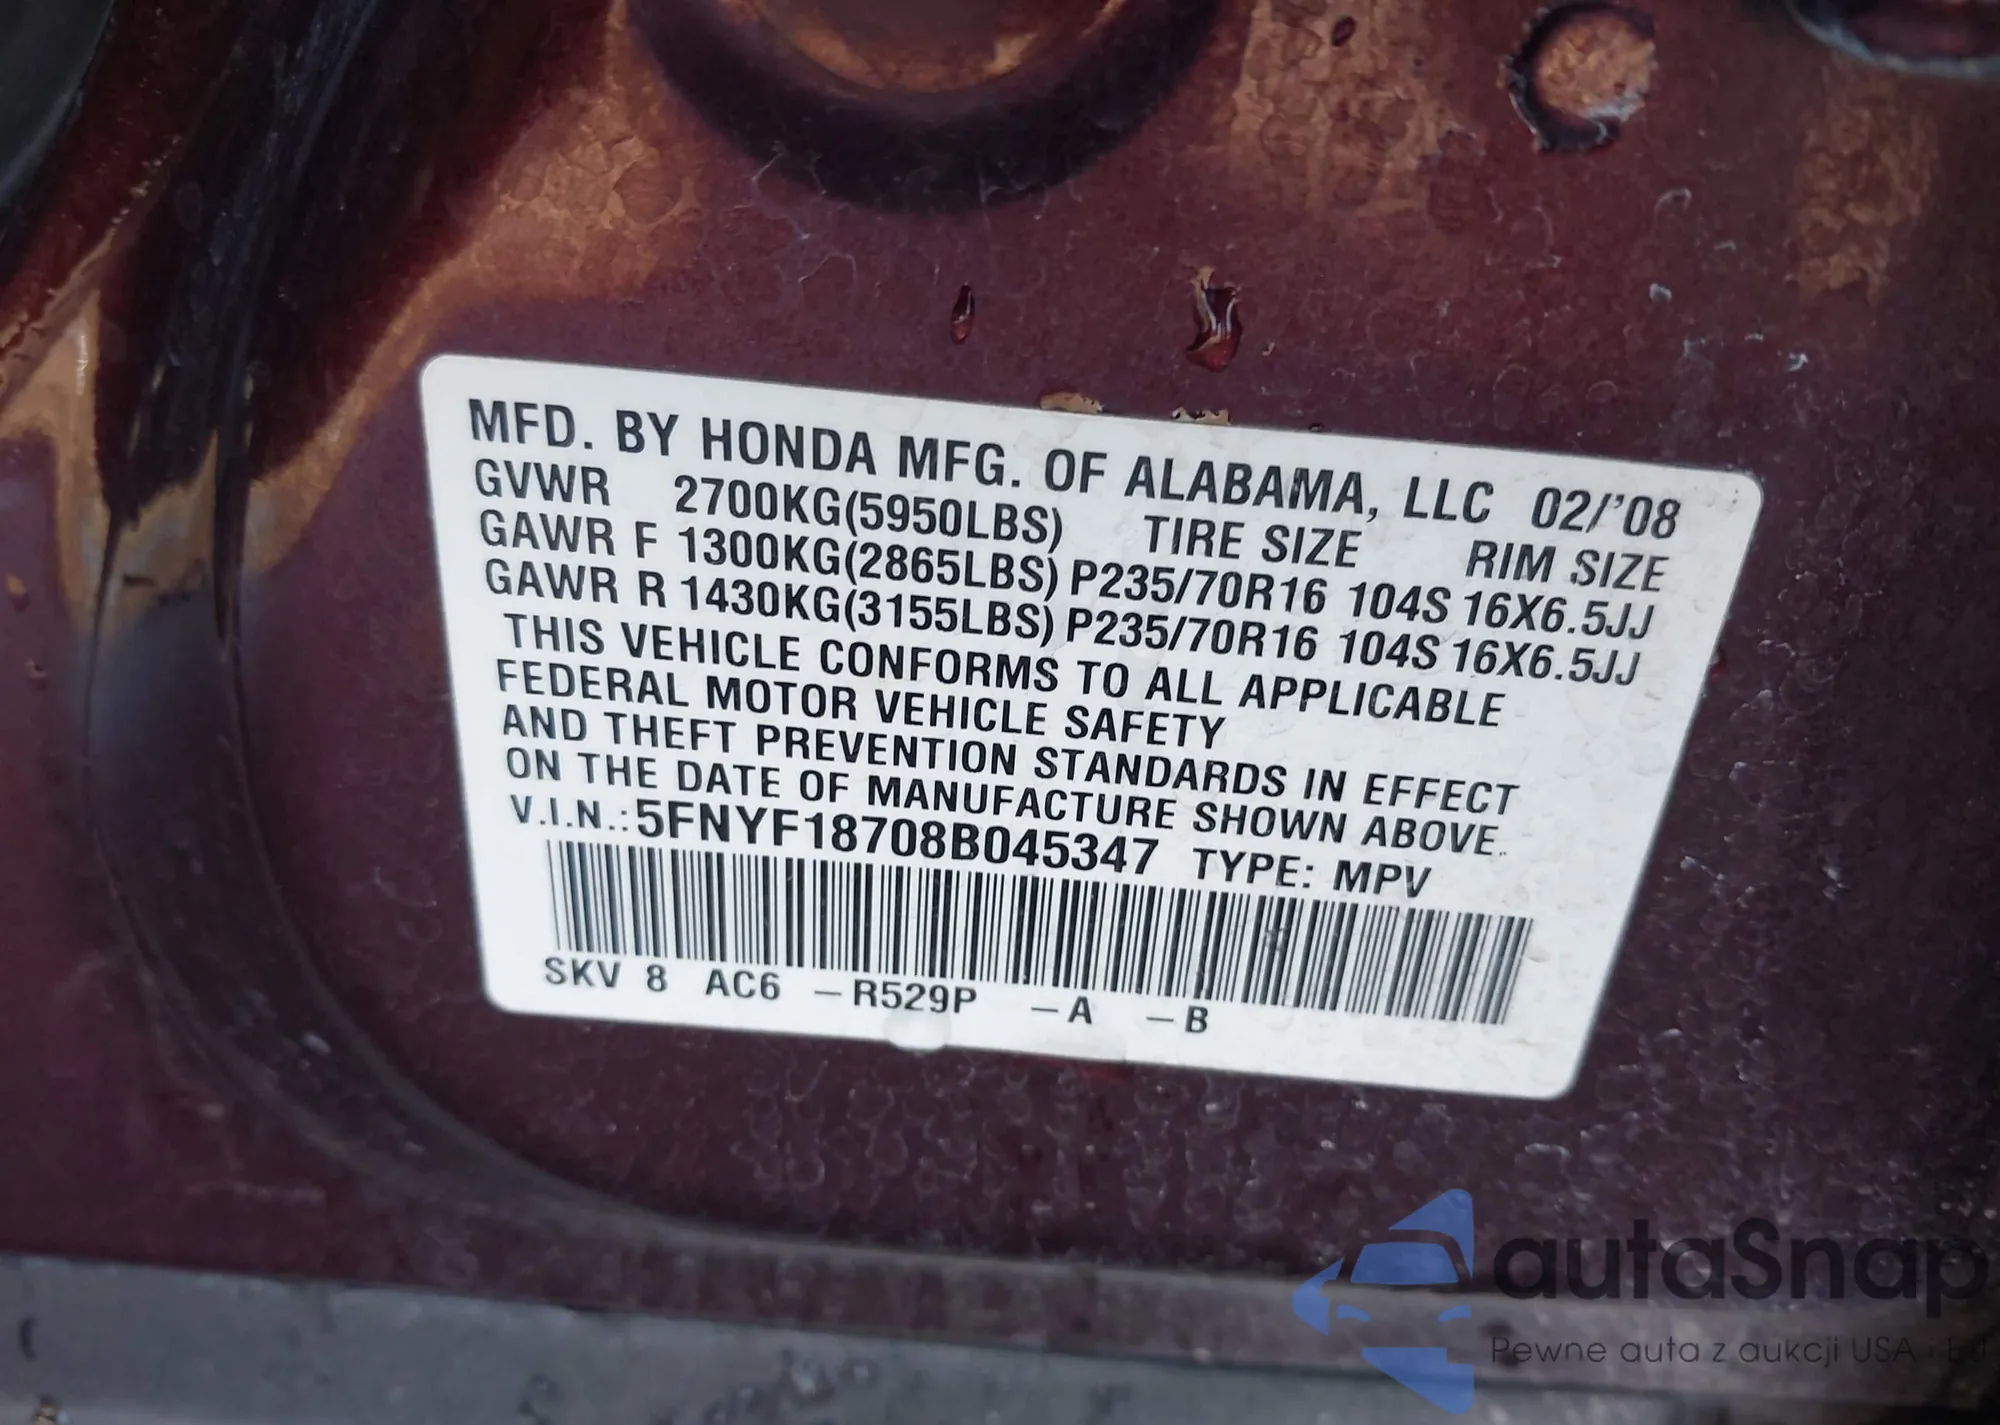 MFD. BY HONDA MFG. OF ALABAMA, LLC 02/'08
GVWR 2700KG(5950LBS) TIRE SIZE RIM SIZE
GAWR F 1300KG(2865LBS) P235/70R16 104S 16X6.5JJ
GAWR R 1430KG(3155LBS) P235/70R16 104S 16X6.5JJ
THIS VEHICLE CONFORMS TO ALL APPLICABLE
FEDERAL MOTOR VEHICLE SAFETY
AND THEFT PREVENTION STANDARDS IN EFFECT
ON THE DATE OF MANUFACTURE SHOWN ABOVE.
V.I.N.: 5FNYF18708B045347 TYPE: MPV
SKV 8 AC6 – R529P – A – B
autaSnap
Pewne auta z aukcji USA i